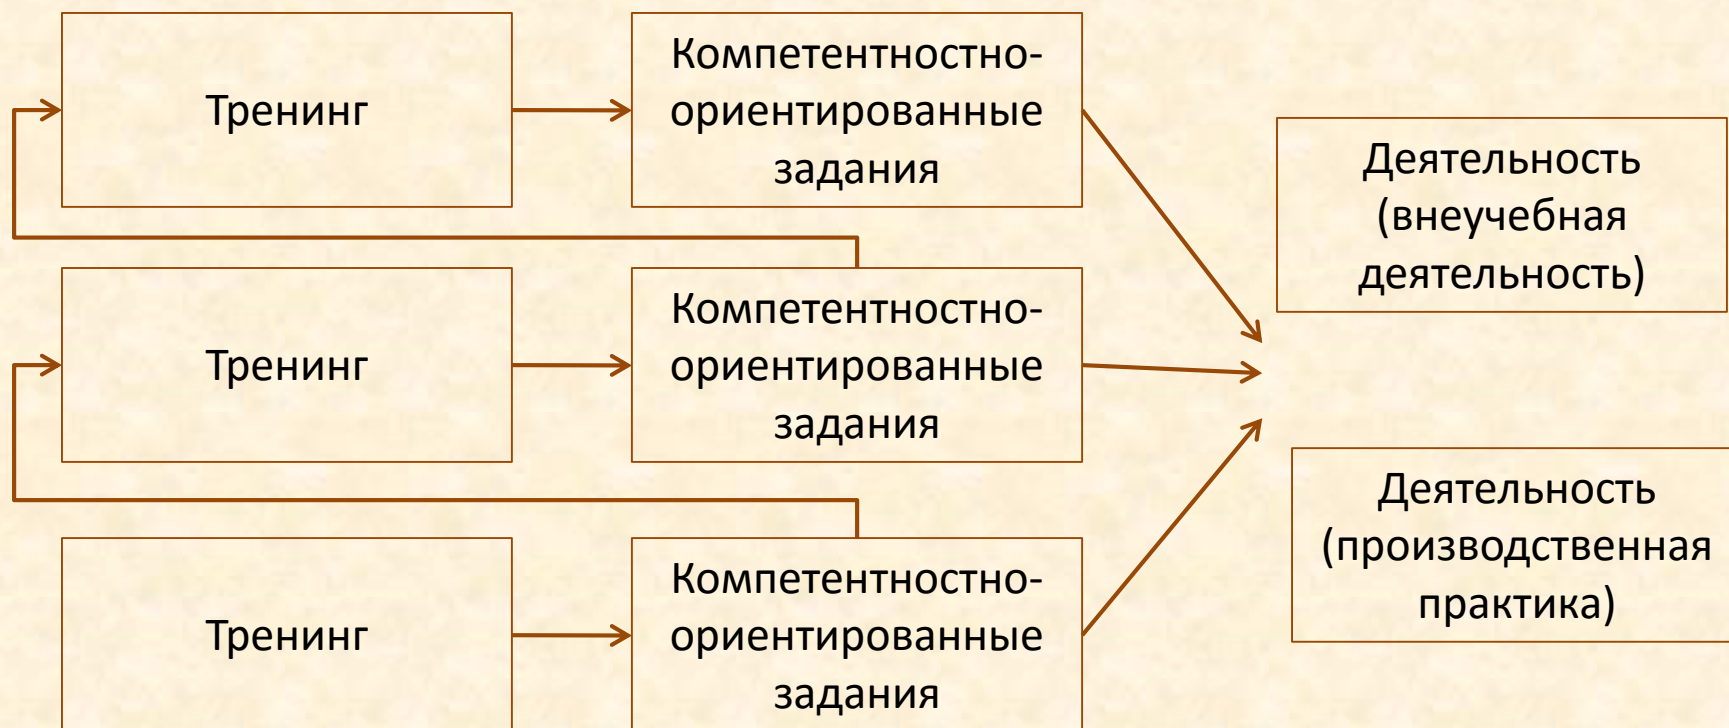 Тренинг
Компетентностно-
ориентированные
задания
Деятельность
(внеучебная
деятельность)
Тренинг
Компетентностно-
ориентированные
задания
Деятельность
(производственная
практика)
Тренинг
Компетентностно-
ориентированные
задания